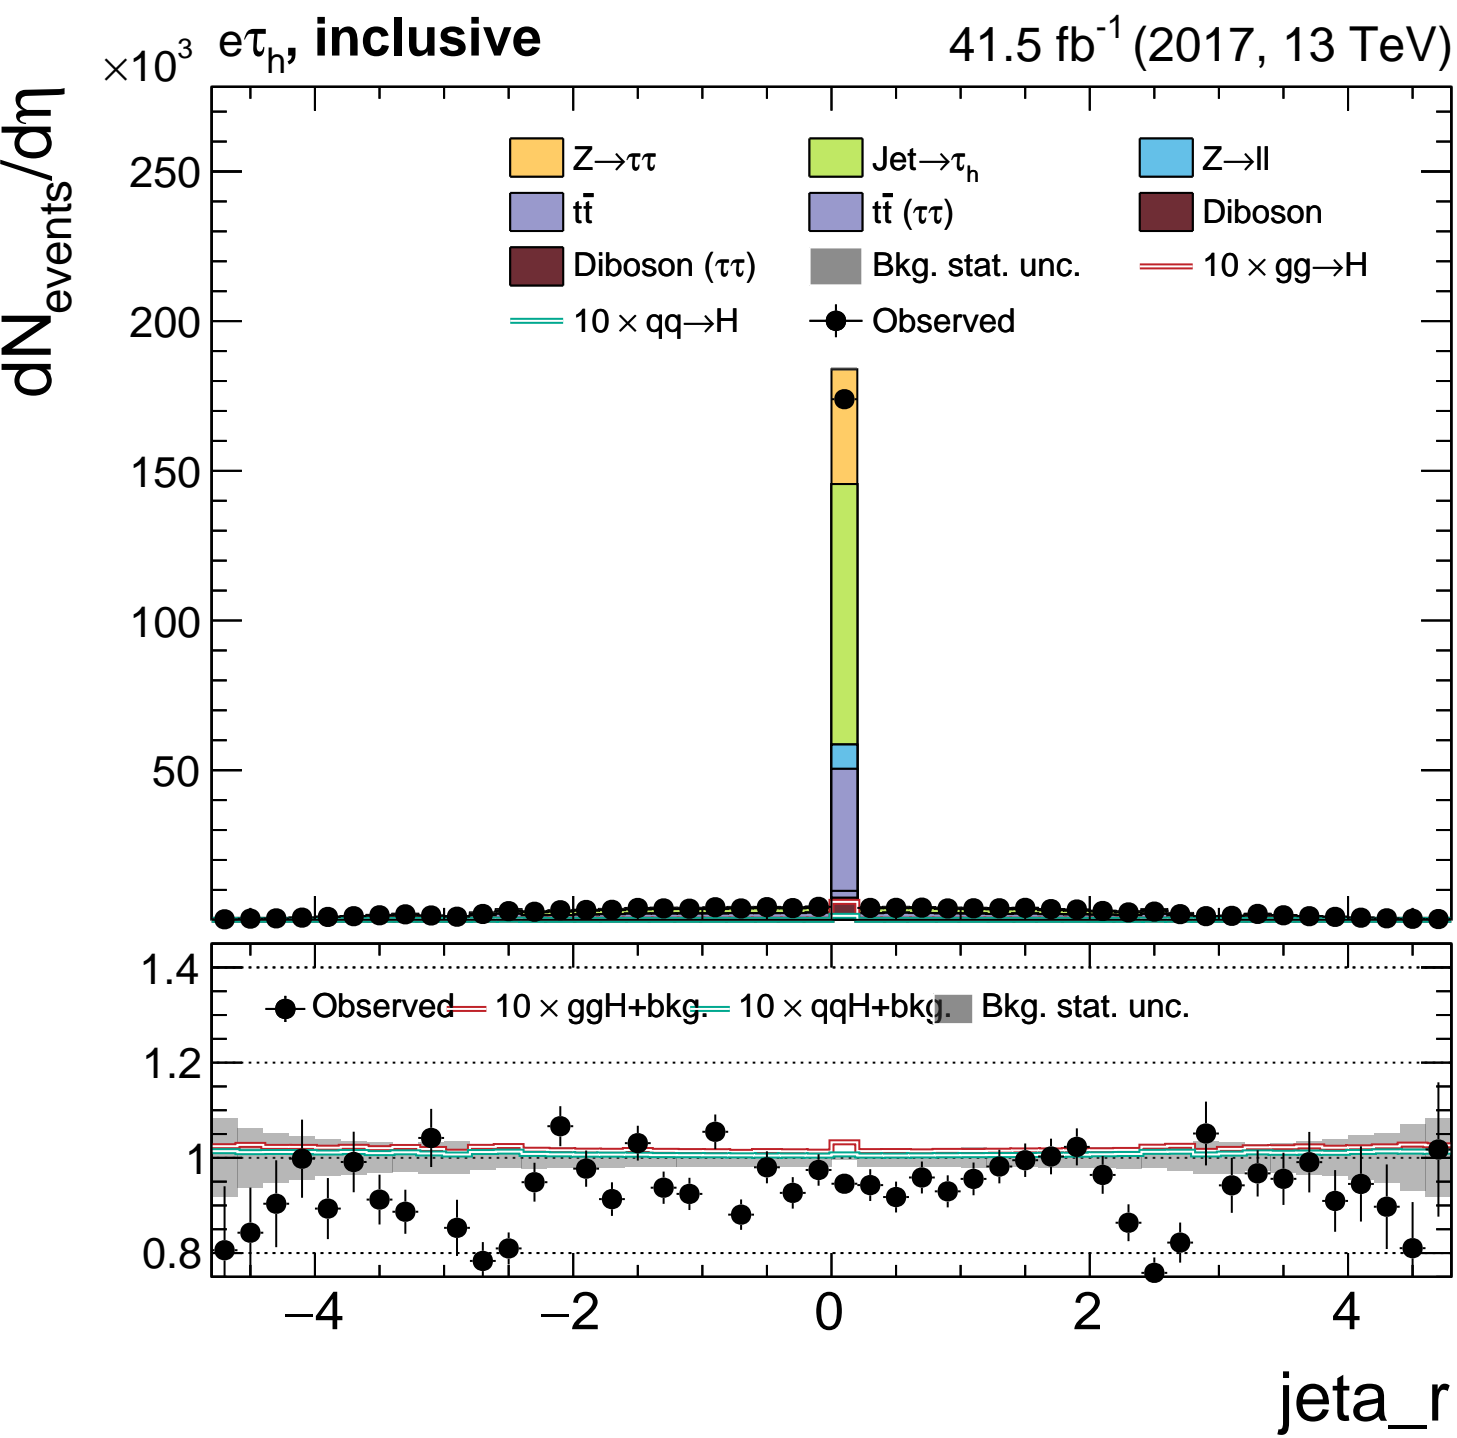 ×10³ eτₕ, inclusive 41.5 fb⁻¹ (2017, 13 TeV)
dN_events/dη
Z→ττ Jet→τₕ Z→ll
tt̄ tt̄ (ττ) Diboson
Diboson (ττ) Bkg. stat. unc. 10 × gg→H
10 × qq→H Observed
250
200
150
100
50
1.4
Observed 10 × ggH+bkg. 10 × qqH+bkg. Bkg. stat. unc.
1.2
1
0.8
−4 −2 0 2 4
jeta_r